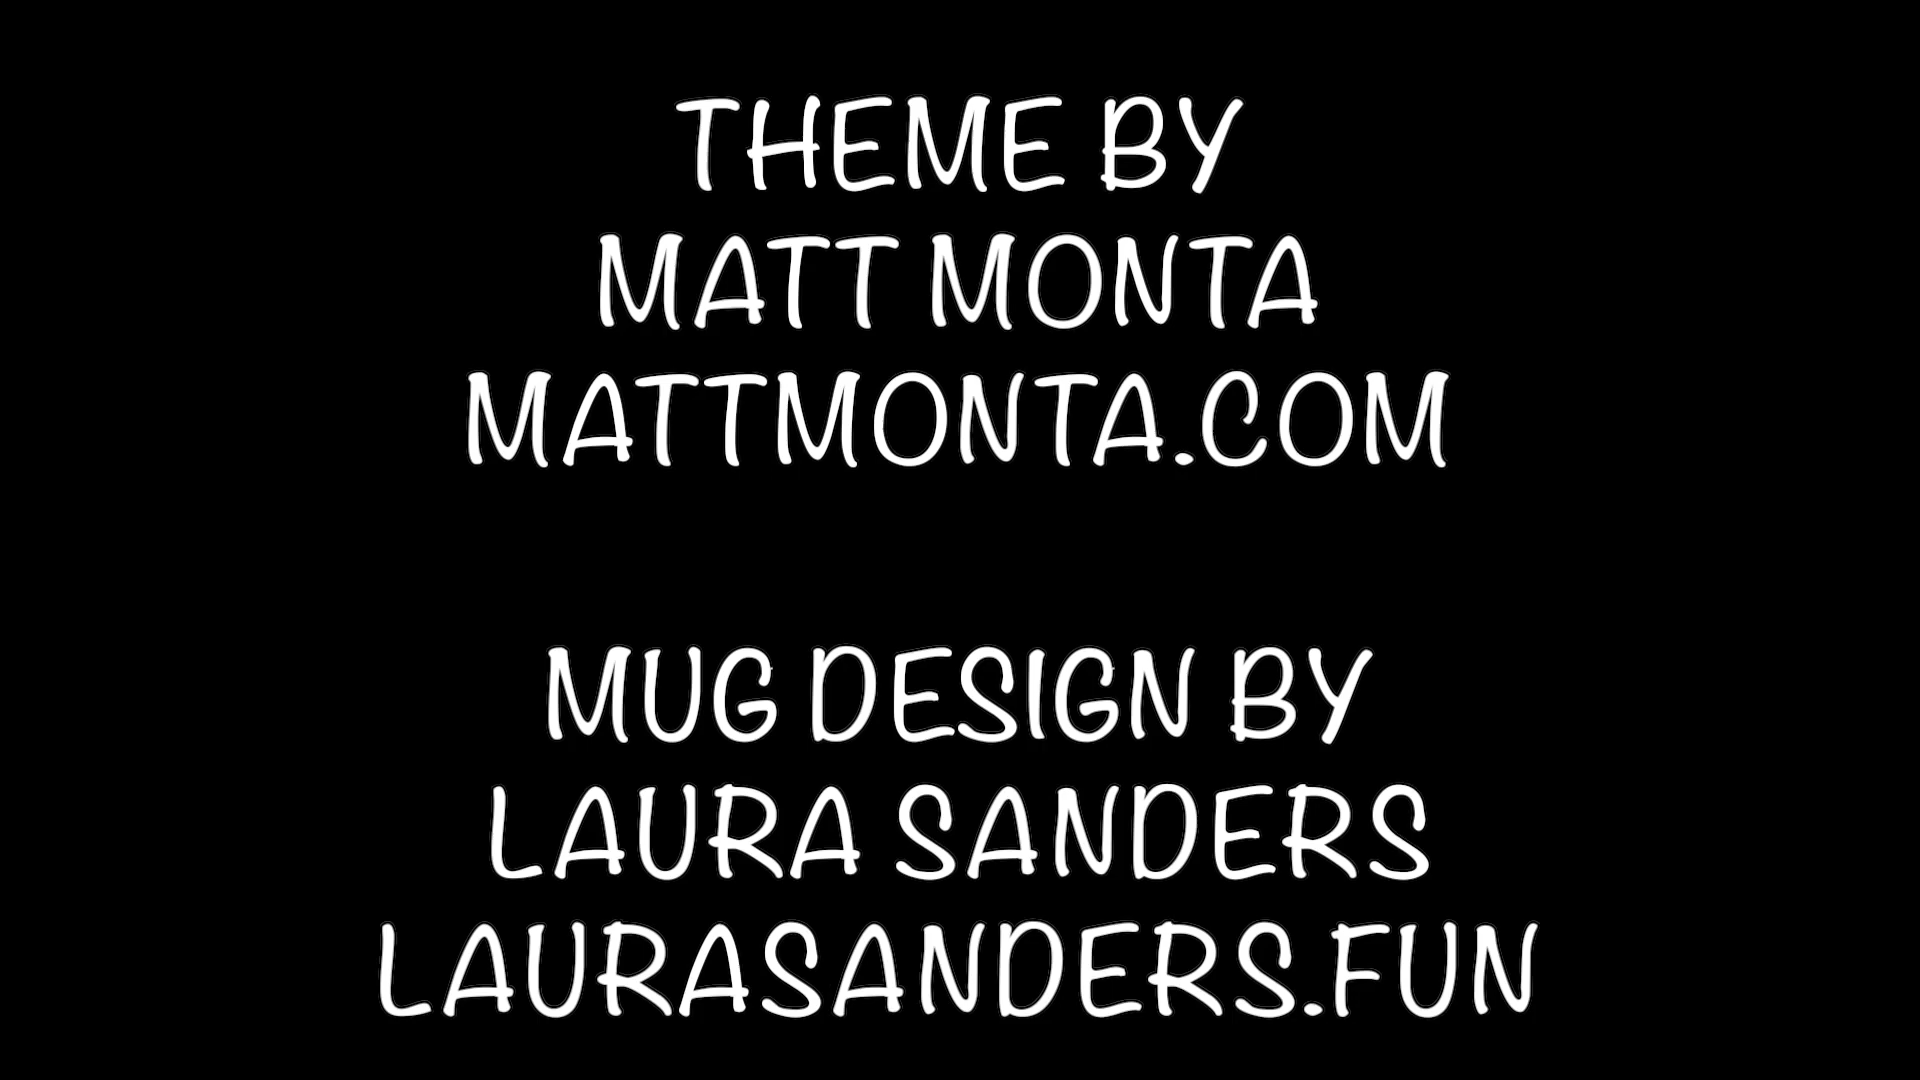 THEME BY
MATT MONTA
MATTMONTA.COM
MUG DESIGN BY
LAURA SANDERS
LAURASANDERS.FUN